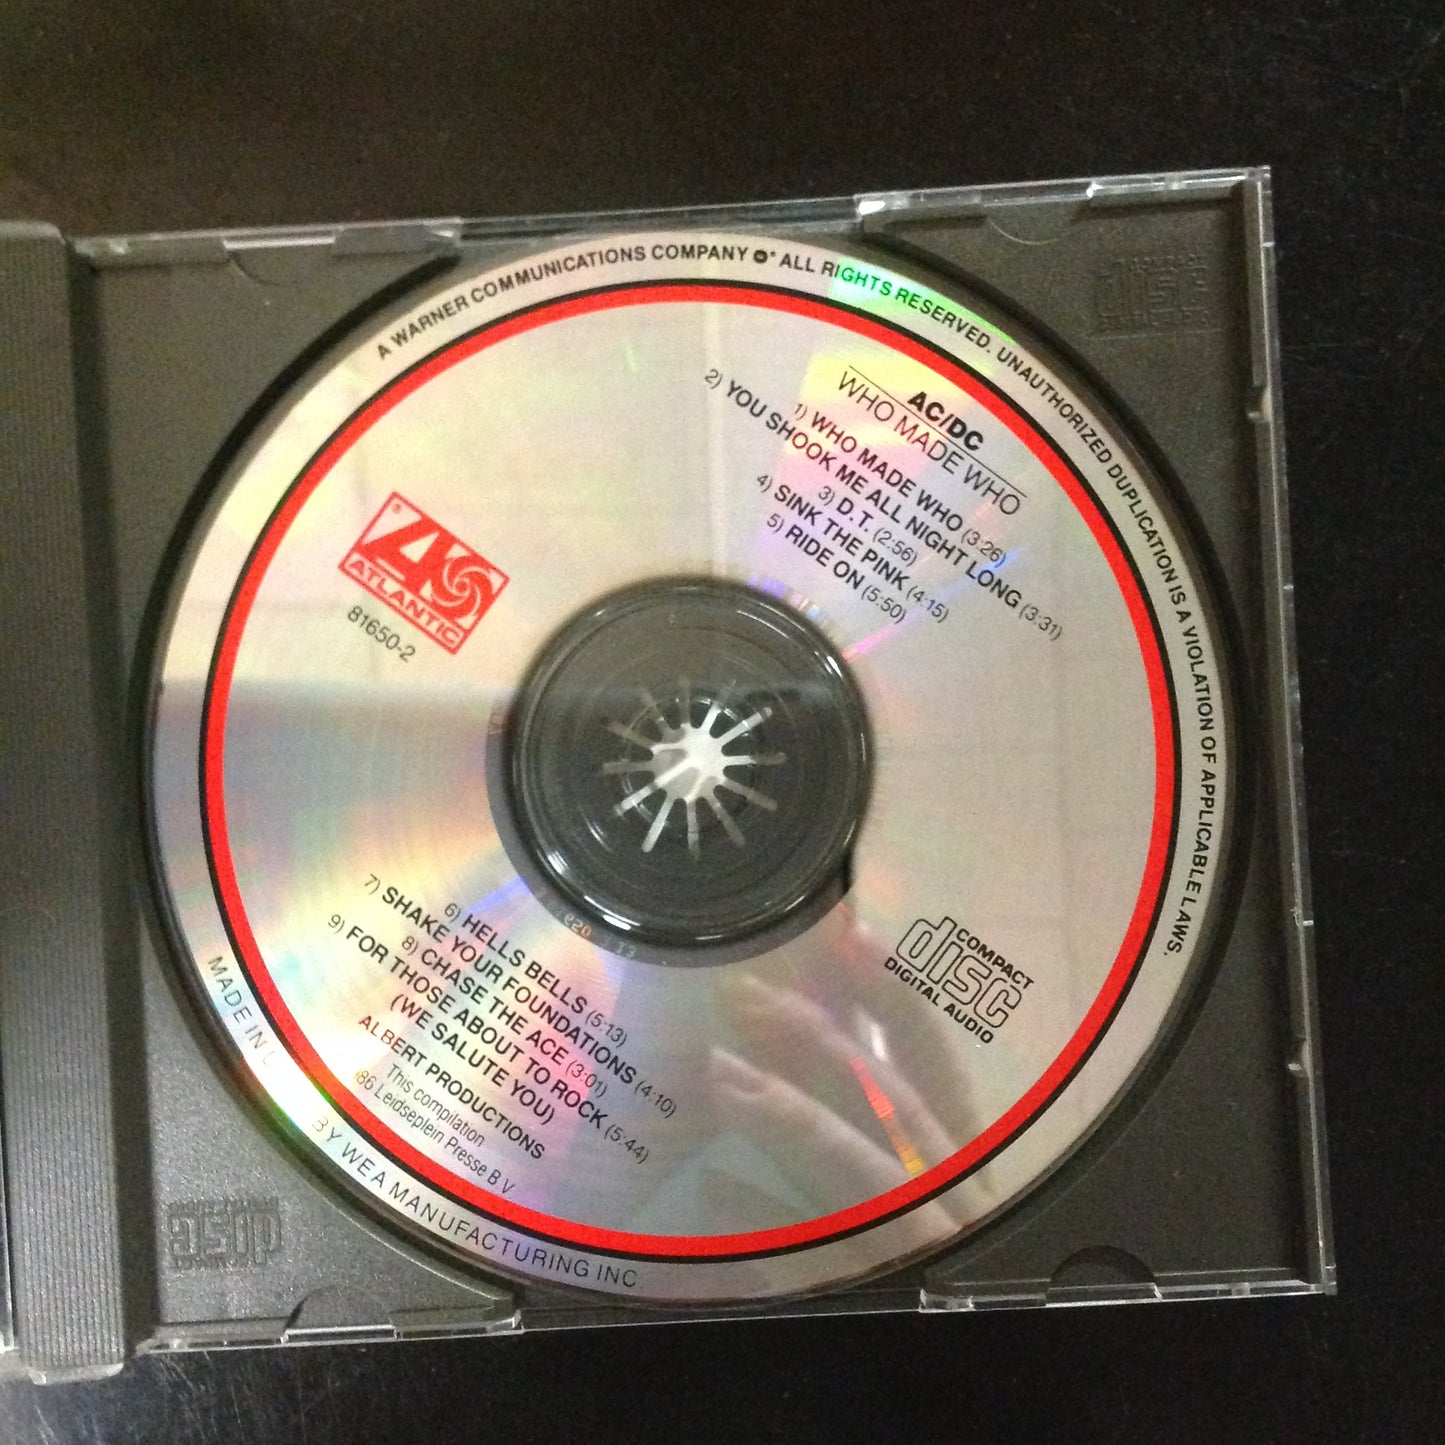 A WARNER COMMUNICATIONS COMPANY ℗* ALL RIGHTS RESERVED. UNAUTHORIZED DUPLICATION IS A VIOLATION OF APPLICABLE LAWS.
AC/DC
WHO MADE WHO
1) WHO MADE WHO (3:26)
2) YOU SHOOK ME ALL NIGHT LONG (3:31)
3) D.T. (2:56)
4) SINK THE PINK (4:15)
5) RIDE ON (5:50)
®
ATLANTIC
81650-2
COMPACT
disc
DIGITAL AUDIO
6) HELLS BELLS (5:13)
7) SHAKE YOUR FOUNDATIONS (4:10)
8) CHASE THE ACE (3:01)
9) FOR THOSE ABOUT TO ROCK (5:44)
(WE SALUTE YOU)
ALBERT PRODUCTIONS
This compilation
86 Leidseplein Presse B V
MADE IN BY WEA MANUFACTURING INC
disc
disc